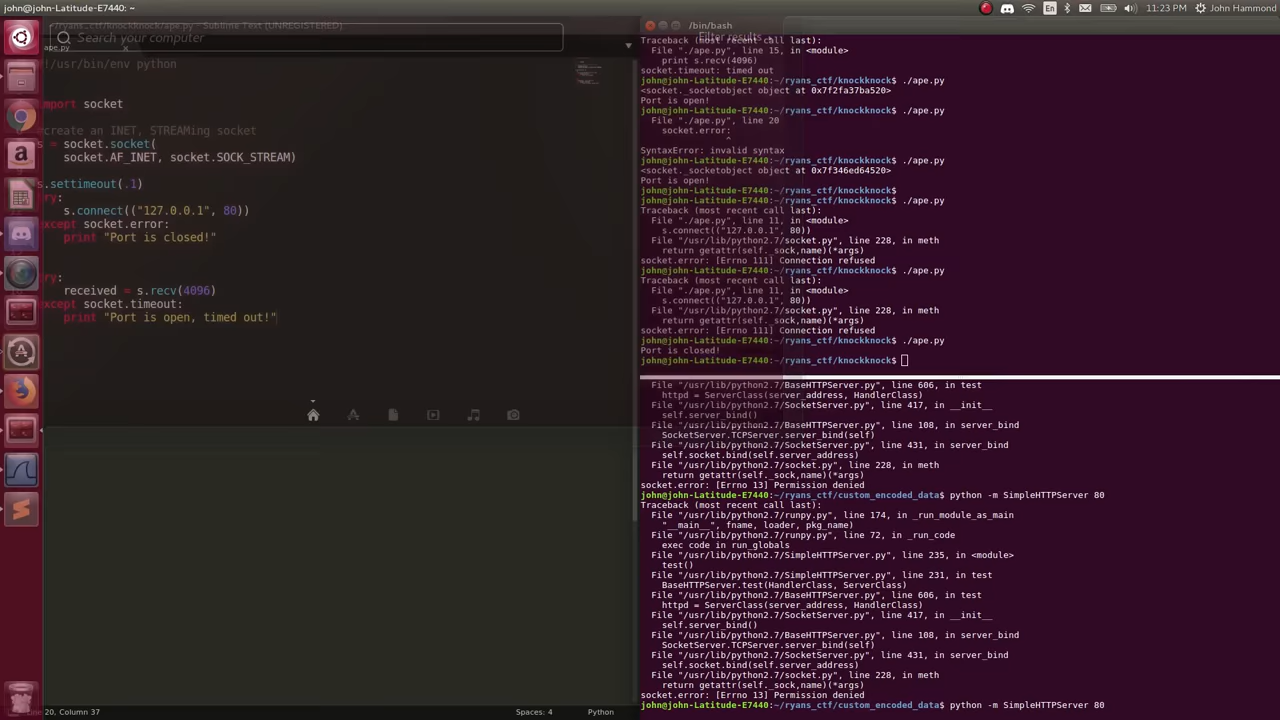 john@john-Latitude-E7440: ~
En
11:23 PM
John Hammond
~/ryans_ctf/knockknock/ape.py - Sublime Text (UNREGISTERED)
Search your computer
Filter results
ape.py
!/usr/bin/env python
import socket
create an INET, STREAMing socket
s = socket.socket(
socket.AF_INET, socket.SOCK_STREAM)
s.settimeout(.1)
ry:
s.connect(("127.0.0.1", 80))
except socket.error:
print "Port is closed!"
ry:
received = s.recv(4096)
except socket.timeout:
print "Port is open, timed out!"
Line 20, Column 37
Spaces: 4
Python
/bin/bash
Traceback (most recent call last):
File "./ape.py", line 15, in <module>
print s.recv(4096)
socket.timeout: timed out
john@john-Latitude-E7440:~/ryans_ctf/knockknock$ ./ape.py
<socket._socketobject object at 0x7f2fa37ba520>
Port is open!
john@john-Latitude-E7440:~/ryans_ctf/knockknock$ ./ape.py
File "./ape.py", line 20
socket.error:
^
SyntaxError: invalid syntax
john@john-Latitude-E7440:~/ryans_ctf/knockknock$ ./ape.py
<socket._socketobject object at 0x7f346ed64520>
Port is open!
john@john-Latitude-E7440:~/ryans_ctf/knockknock$
john@john-Latitude-E7440:~/ryans_ctf/knockknock$ ./ape.py
Traceback (most recent call last):
File "./ape.py", line 11, in <module>
s.connect(("127.0.0.1", 80))
File "/usr/lib/python2.7/socket.py", line 228, in meth
return getattr(self._sock,name)(*args)
socket.error: [Errno 111] Connection refused
john@john-Latitude-E7440:~/ryans_ctf/knockknock$ ./ape.py
Traceback (most recent call last):
File "./ape.py", line 11, in <module>
s.connect(("127.0.0.1", 80))
File "/usr/lib/python2.7/socket.py", line 228, in meth
return getattr(self._sock,name)(*args)
socket.error: [Errno 111] Connection refused
john@john-Latitude-E7440:~/ryans_ctf/knockknock$ ./ape.py
Port is closed!
john@john-Latitude-E7440:~/ryans_ctf/knockknock$
File "/usr/lib/python2.7/BaseHTTPServer.py", line 606, in test
httpd = ServerClass(server_address, HandlerClass)
File "/usr/lib/python2.7/SocketServer.py", line 417, in __init__
self.server_bind()
File "/usr/lib/python2.7/BaseHTTPServer.py", line 108, in server_bind
SocketServer.TCPServer.server_bind(self)
File "/usr/lib/python2.7/SocketServer.py", line 431, in server_bind
self.socket.bind(self.server_address)
File "/usr/lib/python2.7/socket.py", line 228, in meth
return getattr(self._sock,name)(*args)
socket.error: [Errno 13] Permission denied
john@john-Latitude-E7440:~/ryans_ctf/custom_encoded_data$ python -m SimpleHTTPServer 80
Traceback (most recent call last):
File "/usr/lib/python2.7/runpy.py", line 174, in _run_module_as_main
"__main__", fname, loader, pkg_name)
File "/usr/lib/python2.7/runpy.py", line 72, in _run_code
exec code in run_globals
File "/usr/lib/python2.7/SimpleHTTPServer.py", line 235, in <module>
test()
File "/usr/lib/python2.7/SimpleHTTPServer.py", line 231, in test
BaseHTTPServer.test(HandlerClass, ServerClass)
File "/usr/lib/python2.7/BaseHTTPServer.py", line 606, in test
httpd = ServerClass(server_address, HandlerClass)
File "/usr/lib/python2.7/SocketServer.py", line 417, in __init__
self.server_bind()
File "/usr/lib/python2.7/BaseHTTPServer.py", line 108, in server_bind
SocketServer.TCPServer.server_bind(self)
File "/usr/lib/python2.7/SocketServer.py", line 431, in server_bind
self.socket.bind(self.server_address)
File "/usr/lib/python2.7/socket.py", line 228, in meth
return getattr(self._sock,name)(*args)
socket.error: [Errno 13] Permission denied
john@john-Latitude-E7440:~/ryans_ctf/custom_encoded_data$ python -m SimpleHTTPServer 80